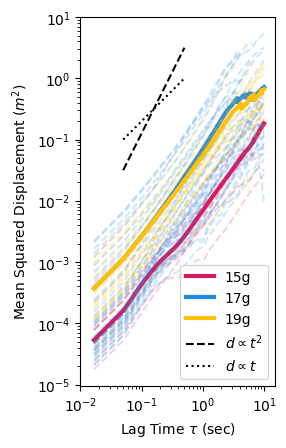 Mean Squared Displacement (m²)
10¹
10⁰
10⁻¹
10⁻²
10⁻³
10⁻⁴
10⁻⁵
15g
17g
19g
d ∝ t²
d ∝ t
10⁻² 10⁻¹ 10⁰ 10¹
Lag Time τ (sec)